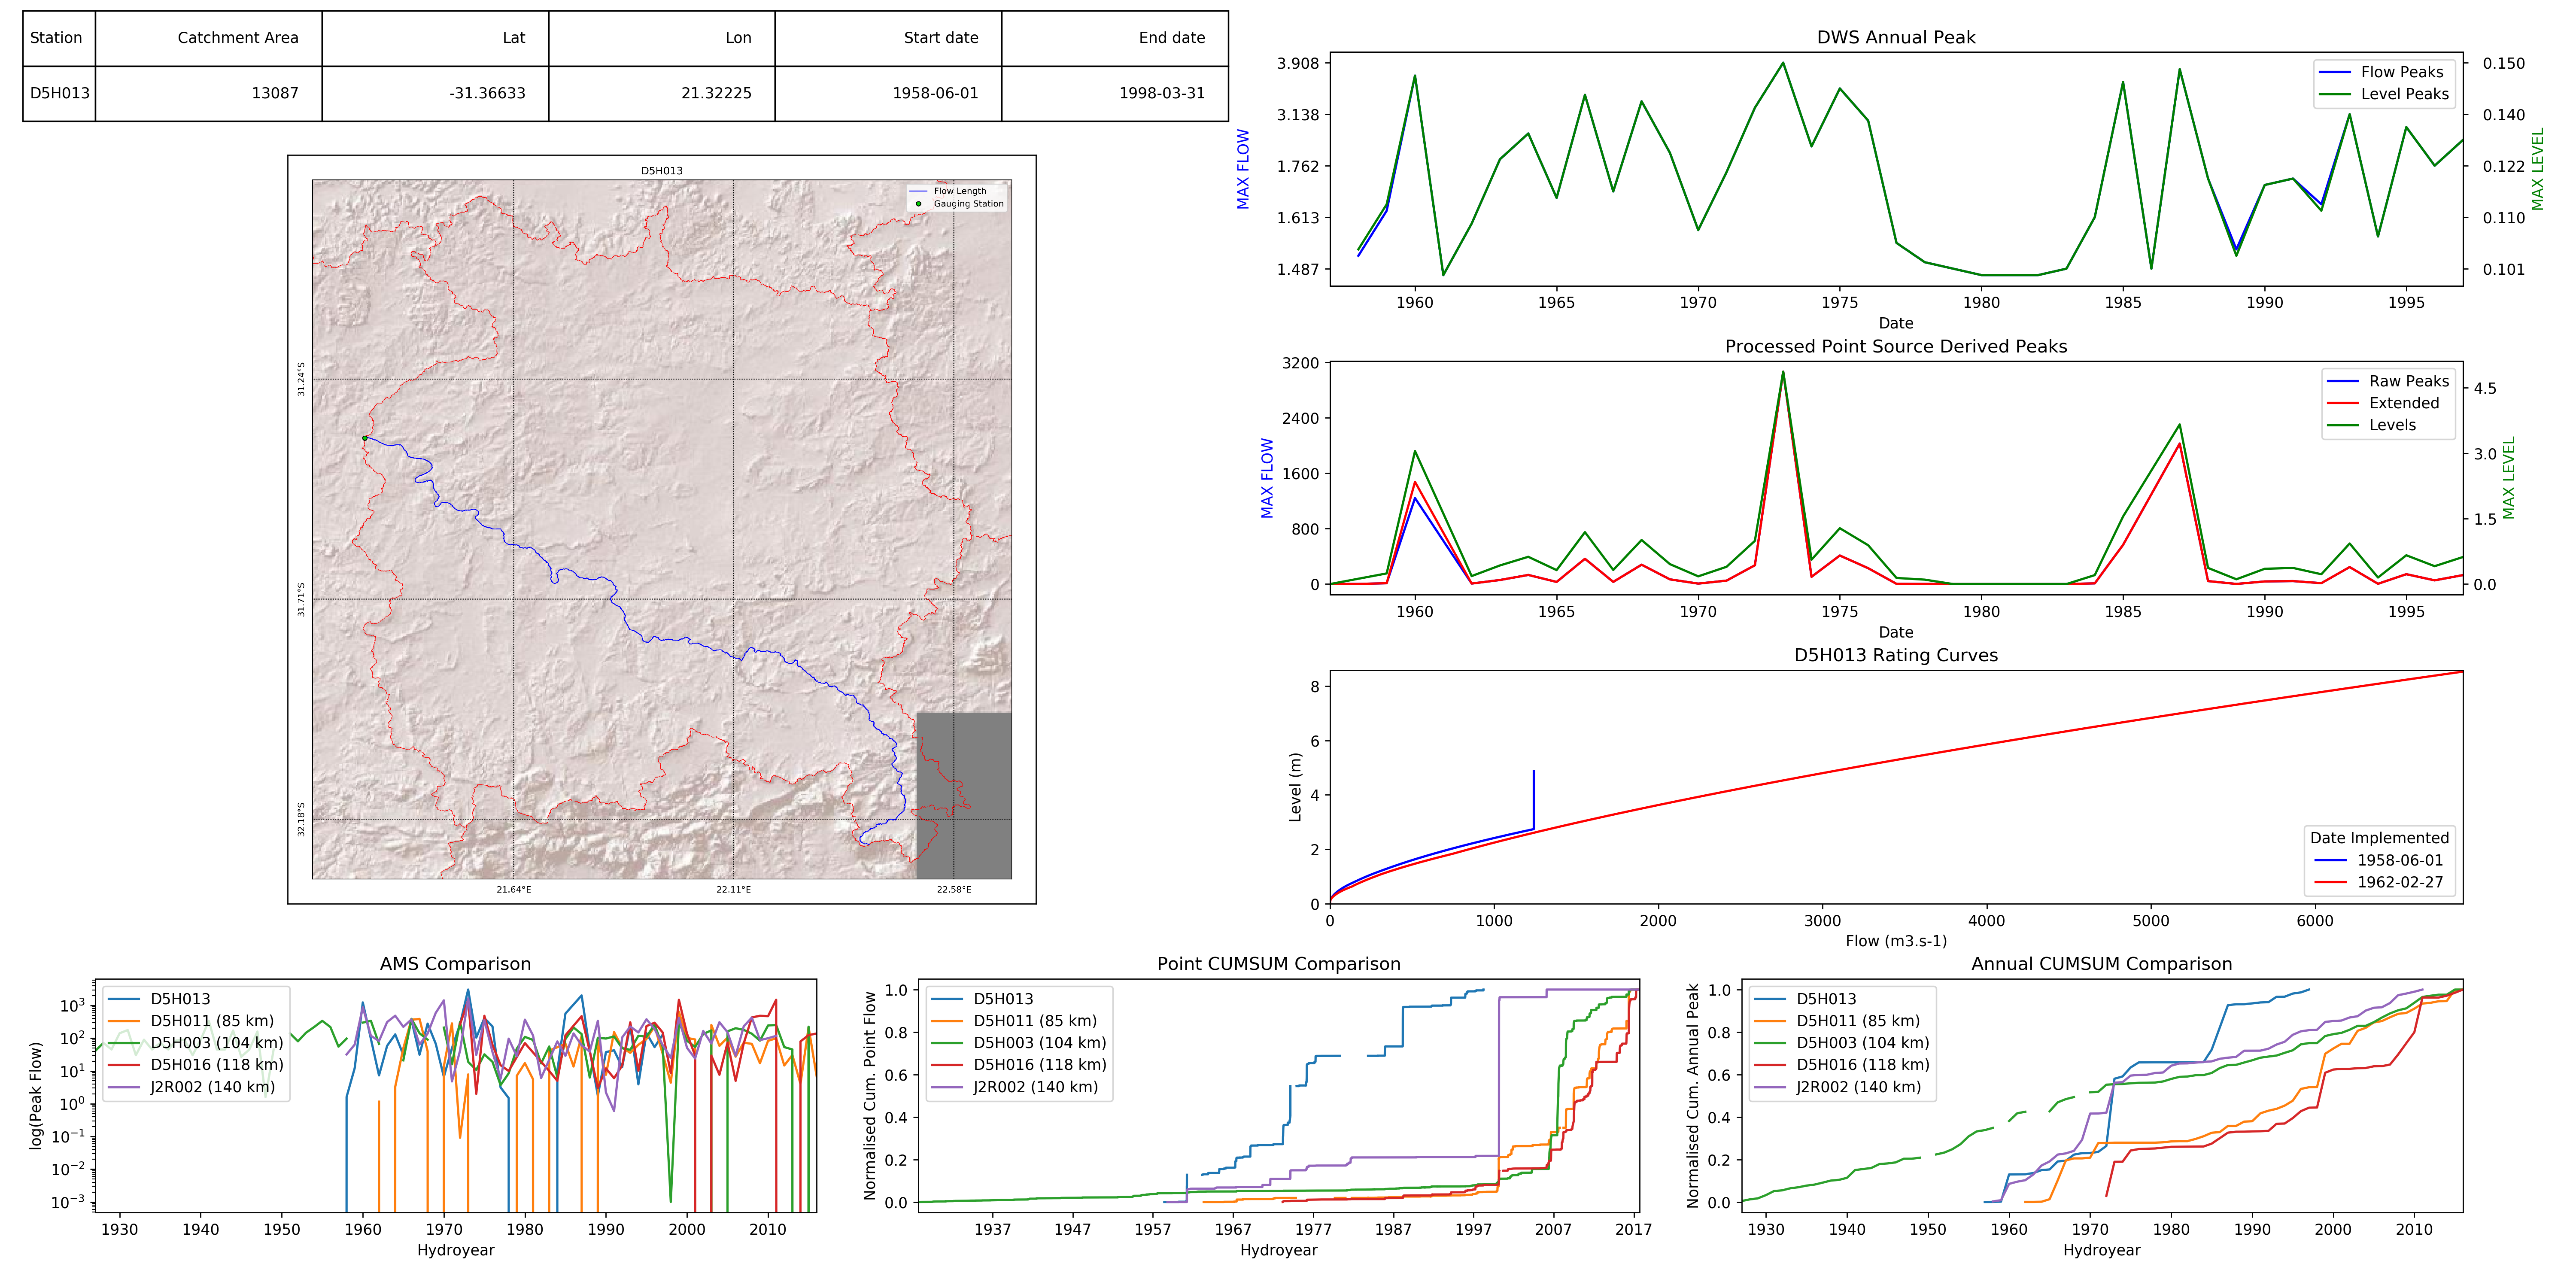 Station Catchment Area Lat Lon Start date End date
D5H013 13087 -31.36633 21.32225 1958-06-01 1998-03-31
D5H013
Flow Length
Gauging Station
31.24°S
31.71°S
32.18°S
21.64°E 22.11°E 22.58°E
DWS Annual Peak
Flow Peaks
Level Peaks
MAX FLOW
3.908
3.138
1.762
1.613
1.487
0.150
0.140
0.122
0.110
0.101
MAX LEVEL
1960 1965 1970 1975 1980 1985 1990 1995
Date
Processed Point Source Derived Peaks
Raw Peaks
Extended
Levels
MAX FLOW
3200
2400
1600
800
0
4.5
3.0
1.5
0.0
MAX LEVEL
1960 1965 1970 1975 1980 1985 1990 1995
Date
D5H013 Rating Curves
Level (m)
8
6
4
2
0
Date Implemented
1958-06-01
1962-02-27
0 1000 2000 3000 4000 5000 6000
Flow (m3.s-1)
AMS Comparison
D5H013
D5H011 (85 km)
D5H003 (104 km)
D5H016 (118 km)
J2R002 (140 km)
log(Peak Flow)
10³
10²
10¹
10⁰
10⁻¹
10⁻²
10⁻³
1930 1940 1950 1960 1970 1980 1990 2000 2010
Hydroyear
Point CUMSUM Comparison
D5H013
D5H011 (85 km)
D5H003 (104 km)
D5H016 (118 km)
J2R002 (140 km)
Normalised Cum. Point Flow
1.0
0.8
0.6
0.4
0.2
0.0
1937 1947 1957 1967 1977 1987 1997 2007 2017
Hydroyear
Annual CUMSUM Comparison
D5H013
D5H011 (85 km)
D5H003 (104 km)
D5H016 (118 km)
J2R002 (140 km)
Normalised Cum. Annual Peak
1.0
0.8
0.6
0.4
0.2
0.0
1930 1940 1950 1960 1970 1980 1990 2000 2010
Hydroyear